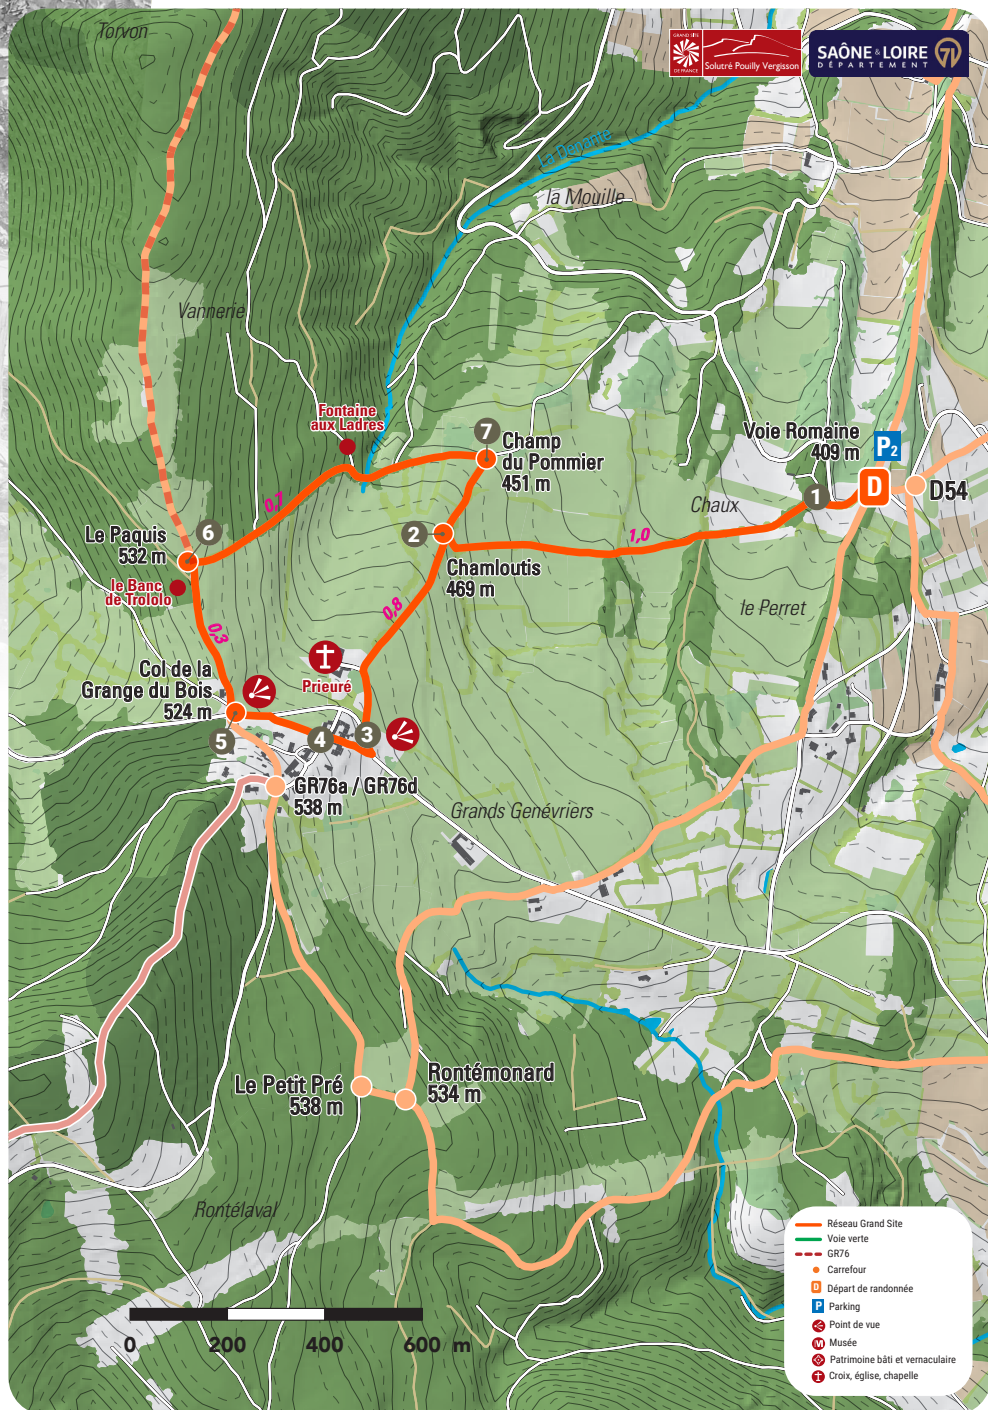 Torvon
GRAND SITE
DE FRANCE
Solutré Pouilly Vergisson
SAÔNE & LOIRE
DÉPARTEMENT
71
La Denante
la Mouille
Vannerie
Fontaine
aux Ladres
7
Champ
du Pommier
451 m
Voie Romaine
409 m
P2
D
D54
1
Chaux
0,7
6
Le Paquis
532 m
2
1,0
Chamloutis
469 m
le Banc
de Trololo
0,3
0,8
le Perret
Prieuré
Col de la
Grange du Bois
524 m
5
4
3
GR76a / GR76d
538 m
Grands Genévriers
Le Petit Pré
538 m
Rontémonard
534 m
Rontélaval
0
200
400
600 m
Réseau Grand Site
Voie verte
GR76
Carrefour
D
Départ de randonnée
P
Parking
Point de vue
M
Musée
Patrimoine bâti et vernaculaire
Croix, église, chapelle